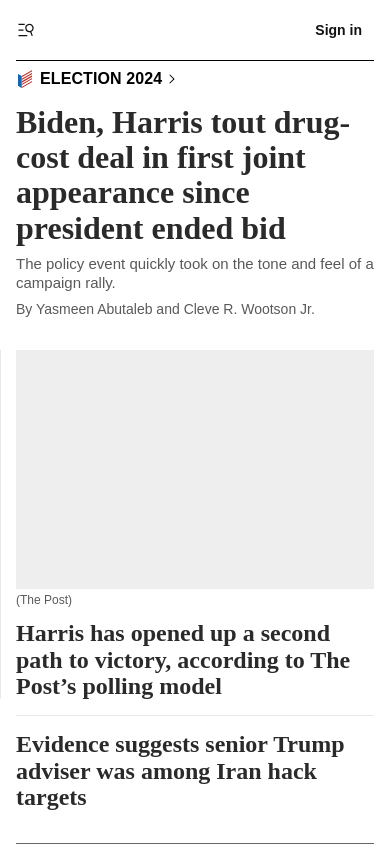 Sign in
ELECTION 2024
Biden, Harris tout drug-
cost deal in first joint
appearance since
president ended bid
The policy event quickly took on the tone and feel of a
campaign rally.
By Yasmeen Abutaleb and Cleve R. Wootson Jr.
(The Post)
Harris has opened up a second
path to victory, according to The
Post’s polling model
Evidence suggests senior Trump
adviser was among Iran hack
targets